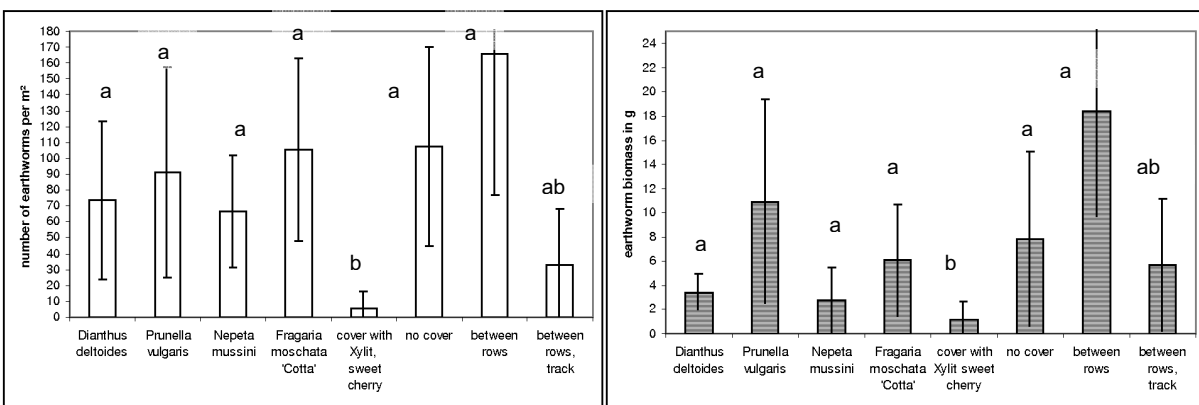 number of earthworms per m²
180
170
160
150
140
130
120
110
100
90
80
70
60
50
40
30
20
10
0
a
a
a
a
b
a
a
ab
Dianthus
deltoides
Prunella
vulgaris
Nepeta
mussini
Fragaria
moschata
'Cotta'
cover with
Xylit,
sweet
cherry
no cover
between
rows
between
rows,
track
earthworm biomass in g
24
22
20
18
16
14
12
10
8
6
4
2
0
a
a
a
a
b
a
a
ab
Dianthus
deltoides
Prunella
vulgaris
Nepeta
mussini
Fragaria
moschata
'Cotta'
cover with
Xylit sweet
cherry
no cover
between
rows
between
rows,
track